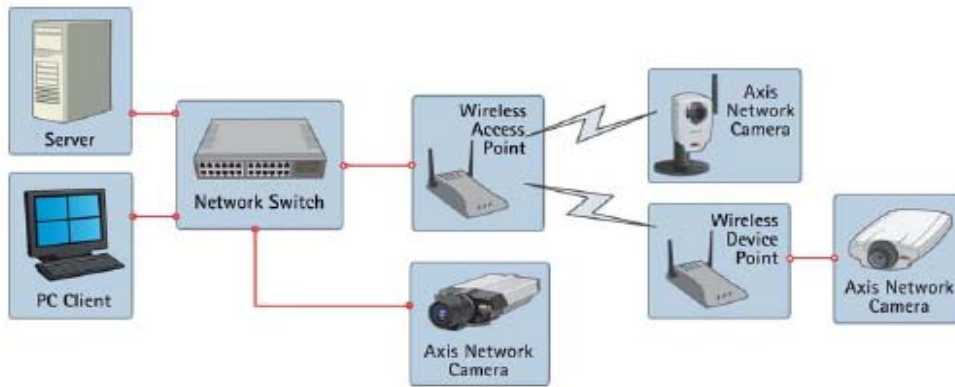 Server
PC Client
Network Switch
Wireless
Access
Point
Axis
Network
Camera
Wireless
Device
Point
Axis Network
Camera
Axis Network
Camera